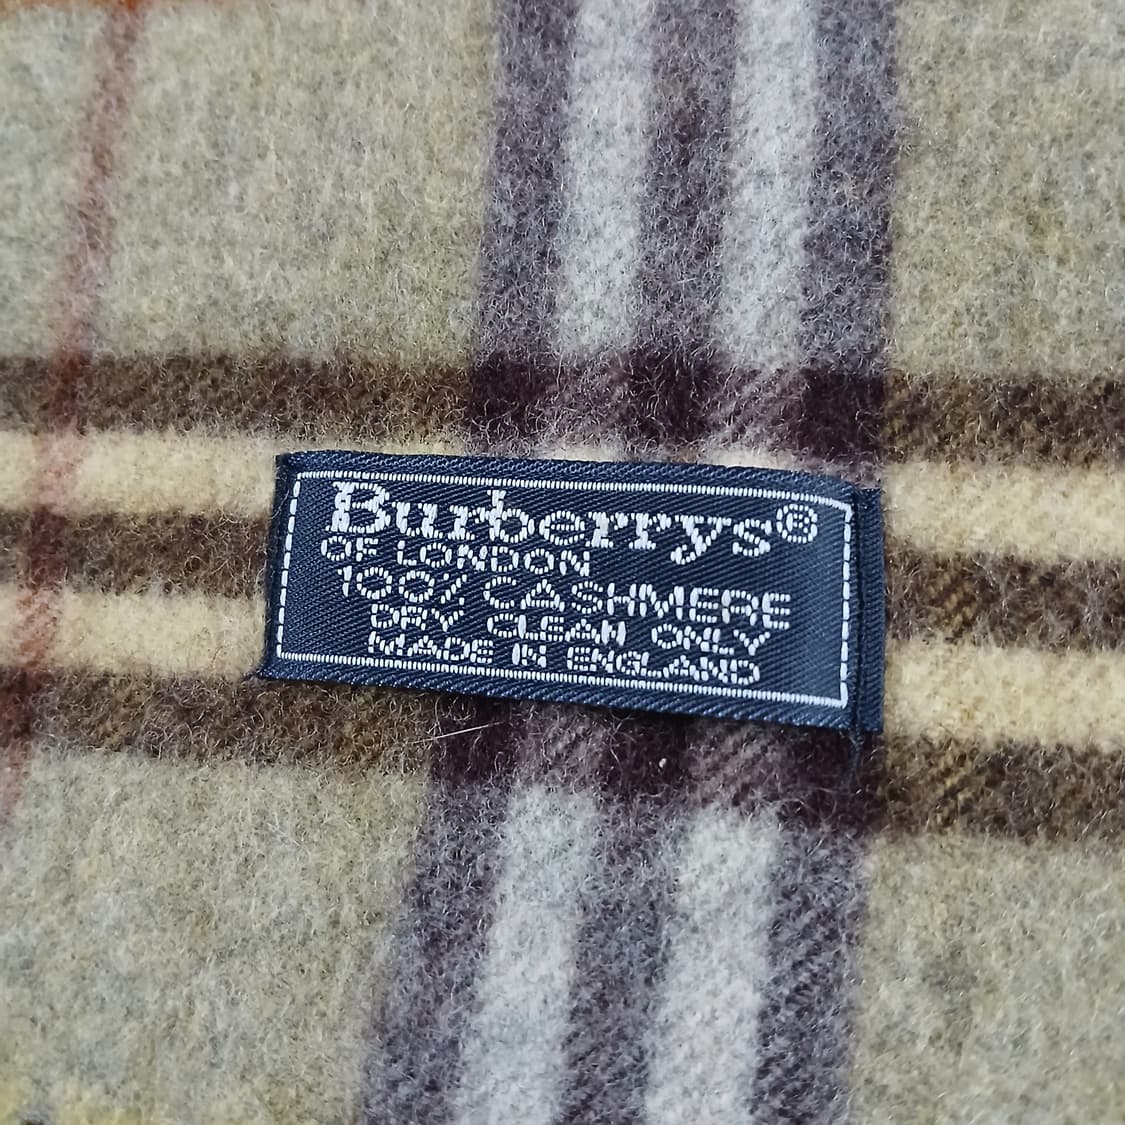 Burberrys®
OF LONDON
100% CASHMERE
DRY CLEAN ONLY
MADE IN ENGLAND